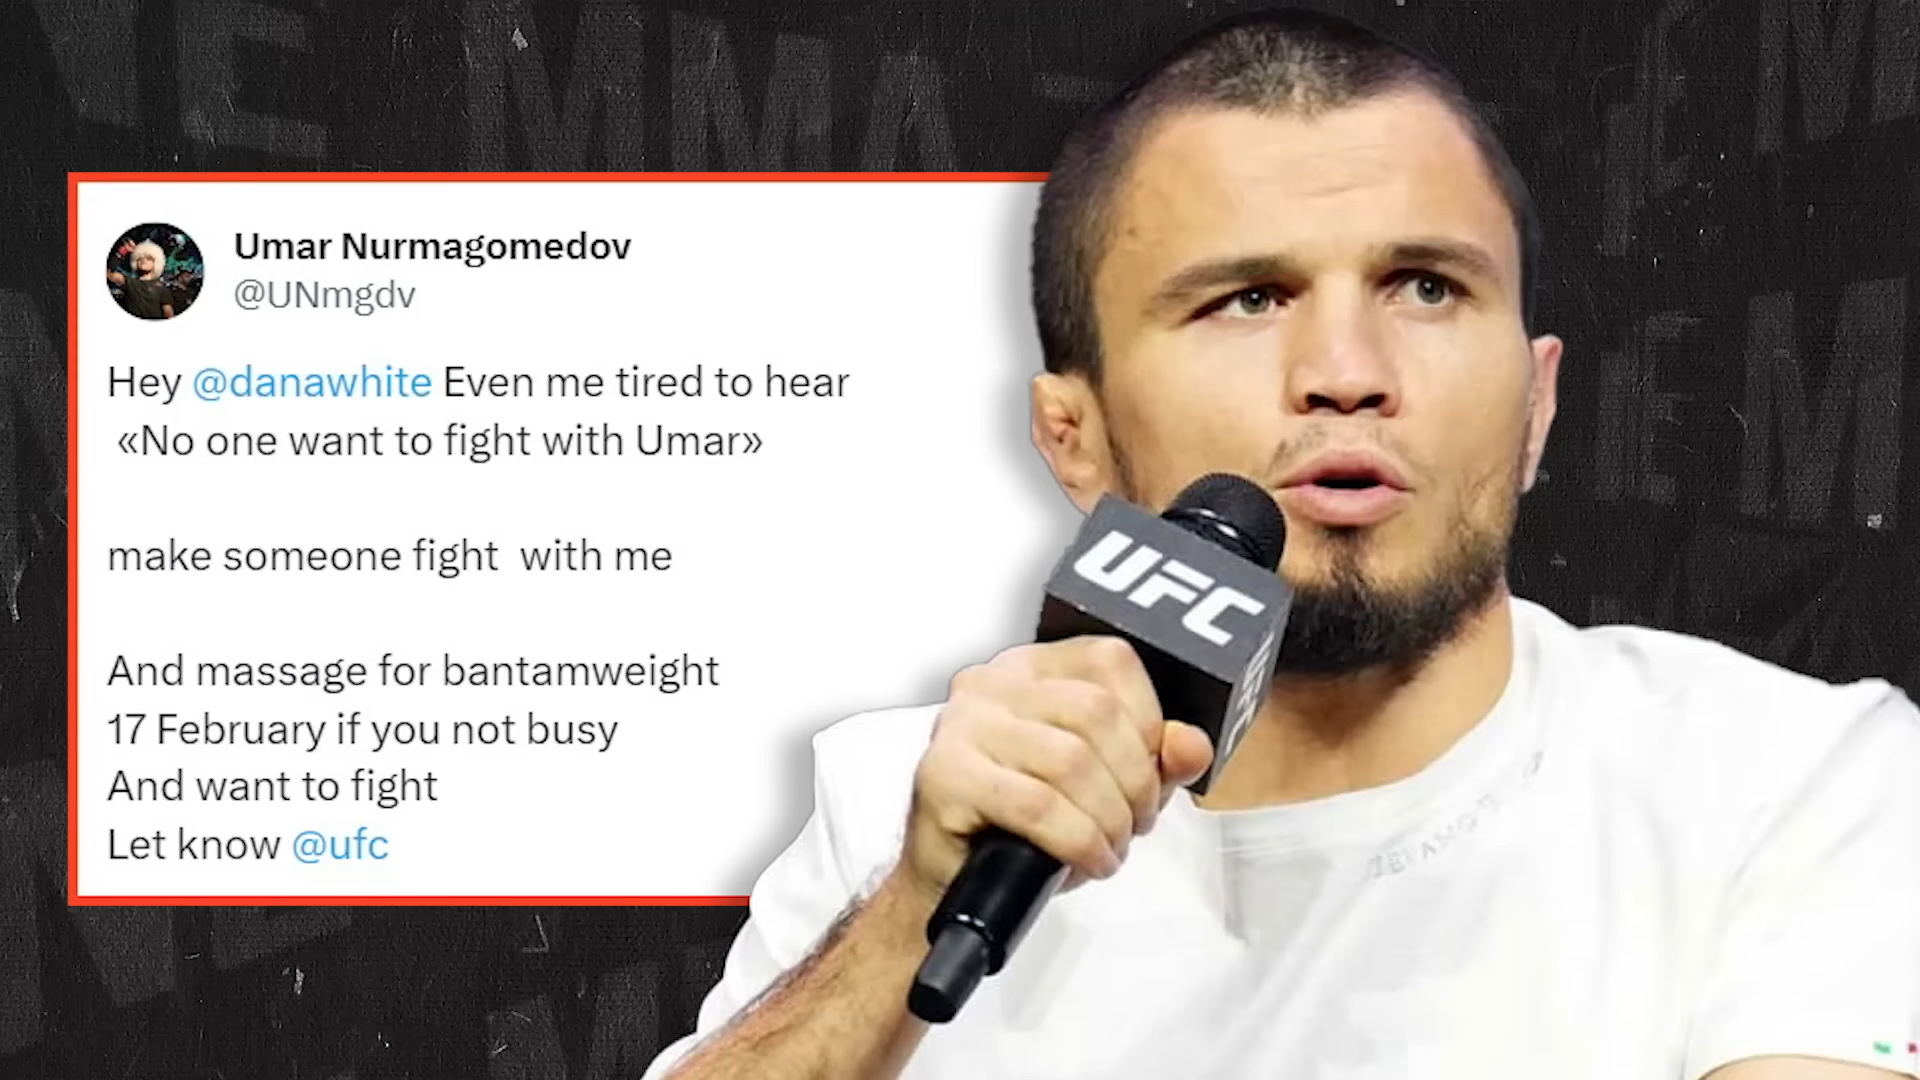 Umar Nurmagomedov
@UNmgdv
Hey @danawhite Even me tired to hear
«No one want to fight with Umar»
make someone fight  with me
And massage for bantamweight
17 February if you not busy
And want to fight
Let know @ufc
UFC
MMA